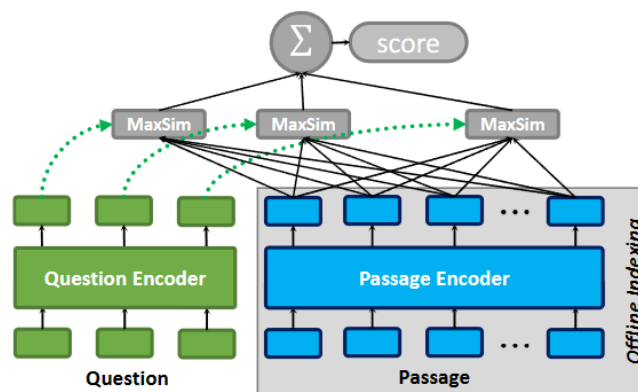 Σ score
MaxSim MaxSim MaxSim
Question Encoder Passage Encoder
Question Passage
Offline Indexing